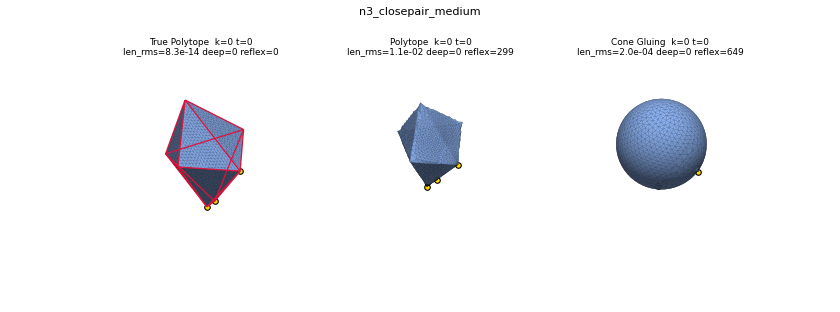 n3_closepair_medium
True Polytope k=0 t=0
len_rms=8.3e-14 deep=0 reflex=0
Polytope k=0 t=0
len_rms=1.1e-02 deep=0 reflex=299
Cone Gluing k=0 t=0
len_rms=2.0e-04 deep=0 reflex=649